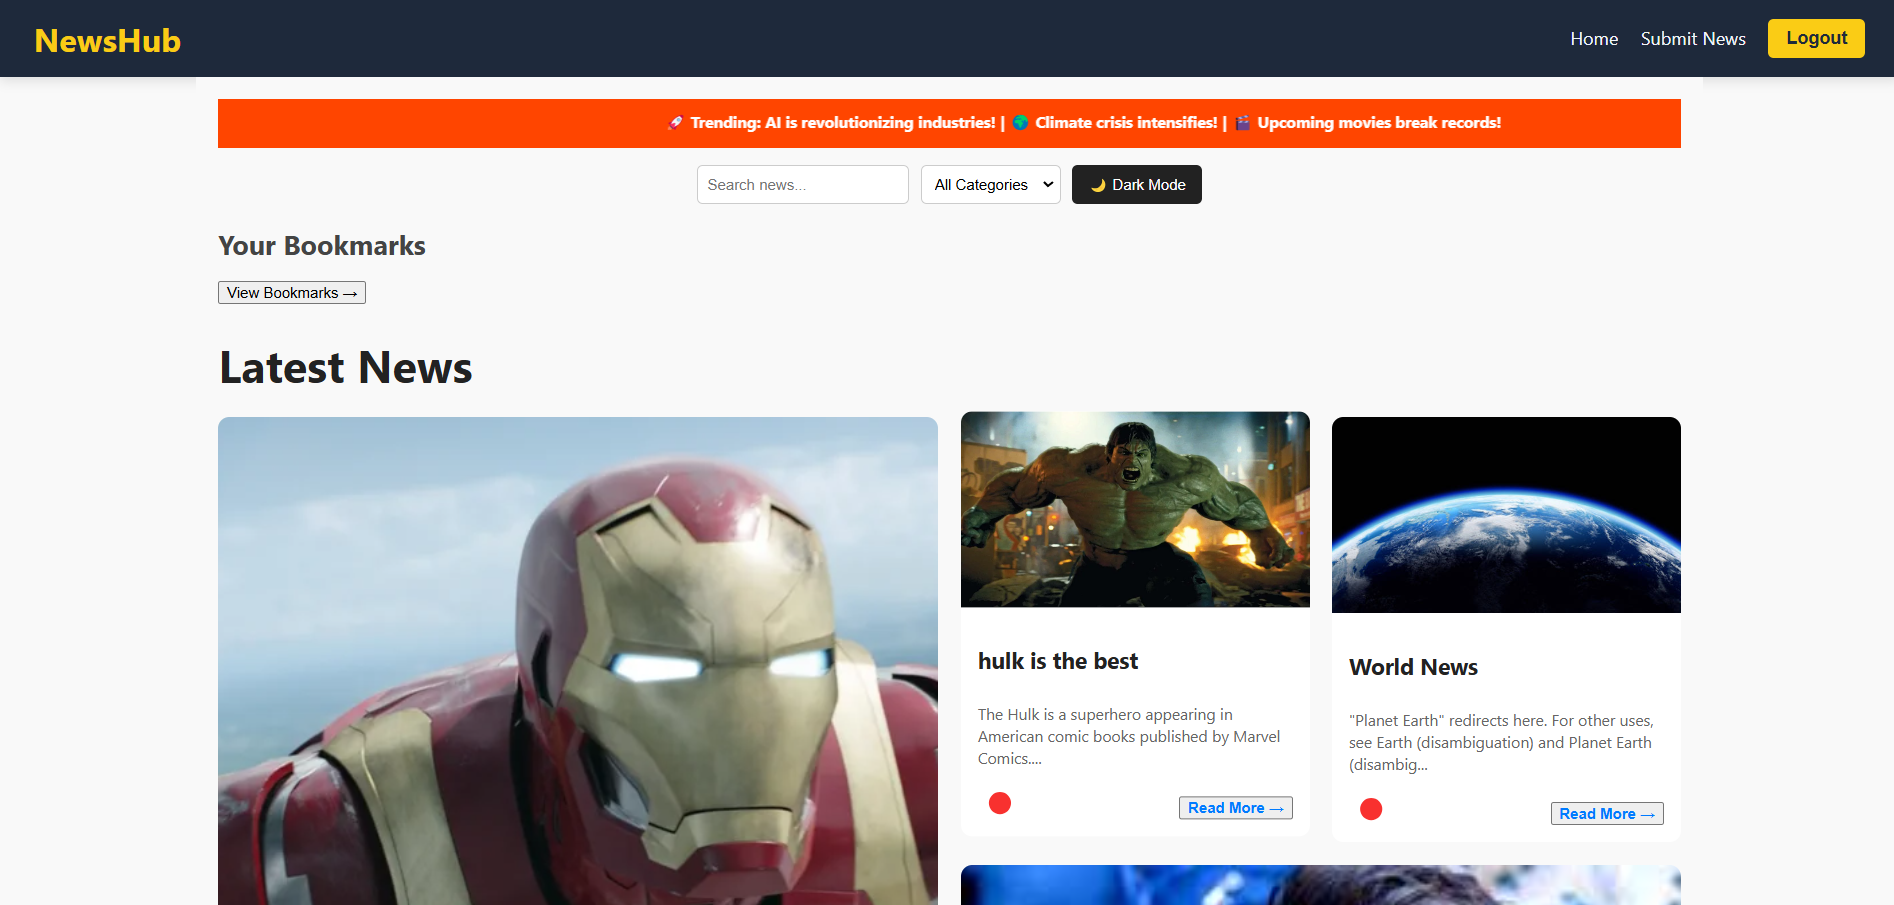 NewsHub
Home Submit News Logout
🚀 Trending: AI is revolutionizing industries! | 🌍 Climate crisis intensifies! | 🎬 Upcoming movies break records!
Search news...
All Categories
🌙 Dark Mode
Your Bookmarks
View Bookmarks →
Latest News
hulk is the best
The Hulk is a superhero appearing in
American comic books published by Marvel
Comics....
Read More →
World News
"Planet Earth" redirects here. For other uses,
see Earth (disambiguation) and Planet Earth
(disambig...
Read More →